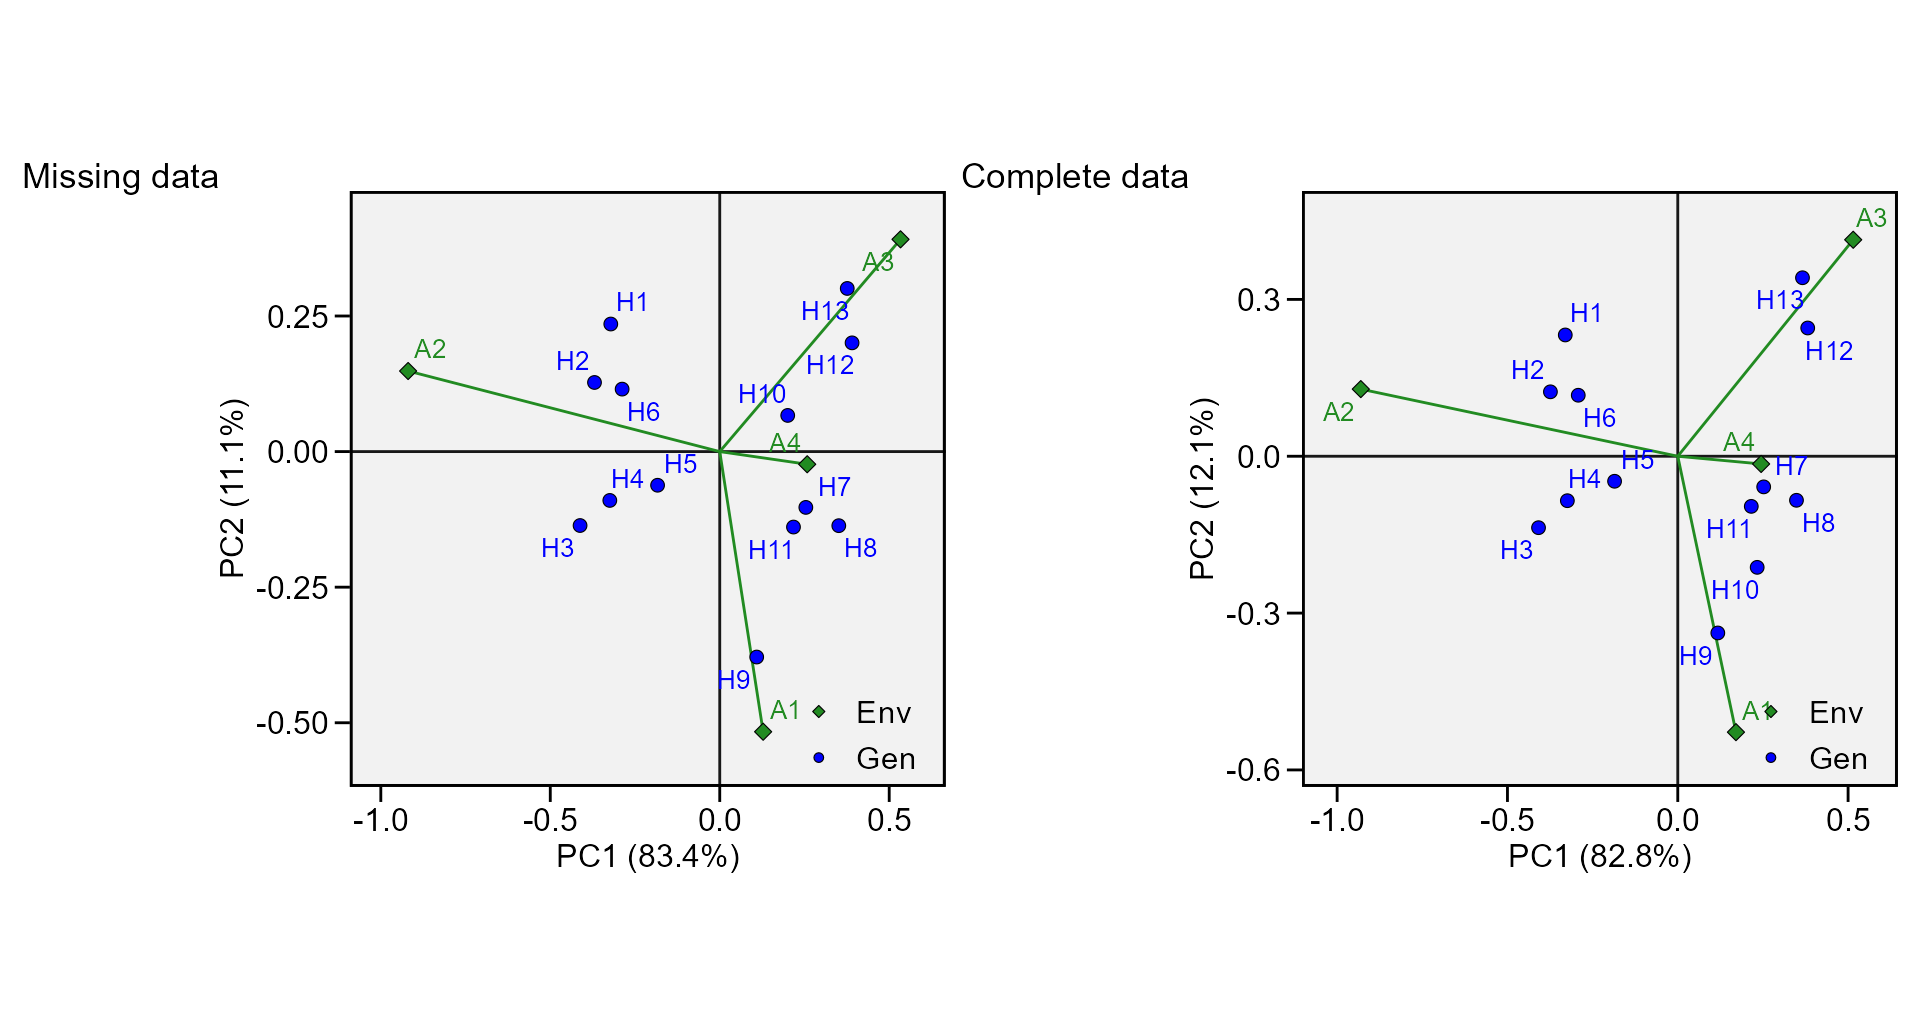 Missing data
A3
H1
H13
0.25
A2
H2
H12
H10
H6
A4
0.00
H5
H4
H7
H3
H11
H8
-0.25
PC2 (11.1%)
H9
A1
Env
-0.50
Gen
-1.0
-0.5
0.0
0.5
PC1 (83.4%)
Complete data
A3
0.3
H13
H1
H12
H2
A2
H6
A4
0.0
H5
H7
H4
H8
H11
H3
PC2 (12.1%)
H10
-0.3
H9
A1
Env
Gen
-0.6
-1.0
-0.5
0.0
0.5
PC1 (82.8%)